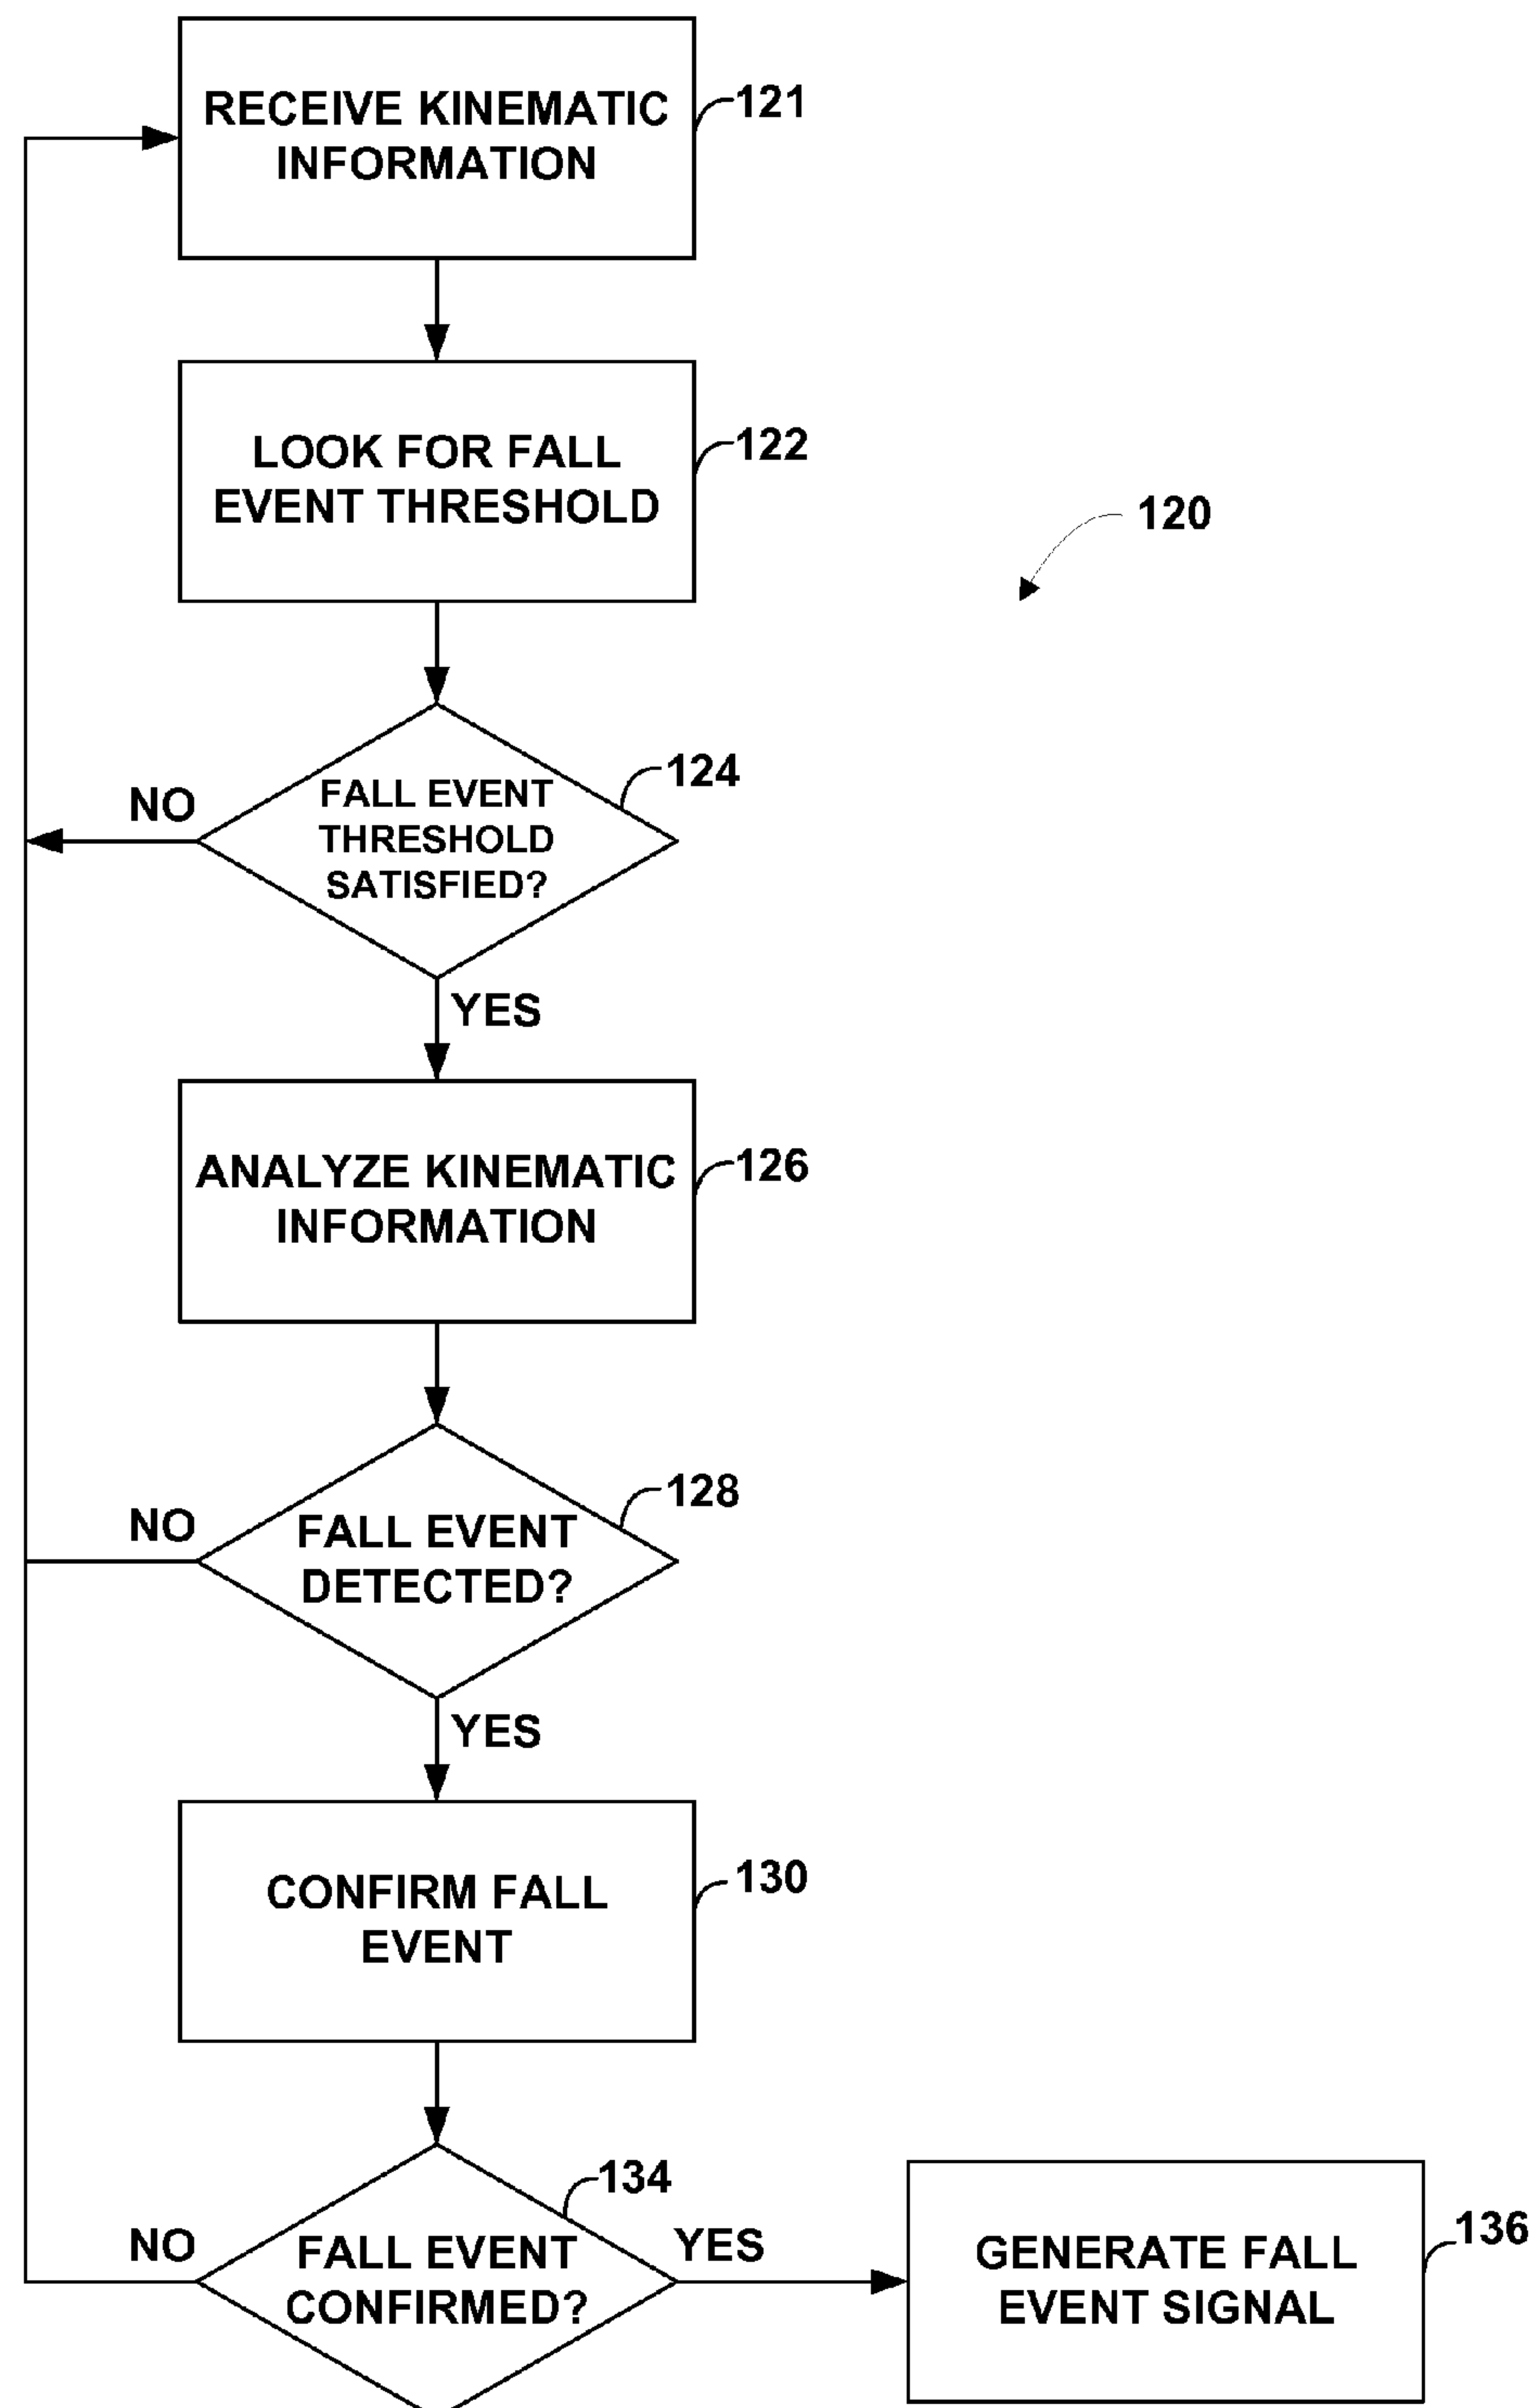 RECEIVE KINEMATIC
INFORMATION
121
LOOK FOR FALL
EVENT THRESHOLD
122
120
FALL EVENT
THRESHOLD
SATISFIED?
124
NO
YES
ANALYZE KINEMATIC
INFORMATION
126
FALL EVENT
DETECTED?
128
NO
YES
CONFIRM FALL
EVENT
130
FALL EVENT
CONFIRMED?
134
NO
YES
GENERATE FALL
EVENT SIGNAL
136